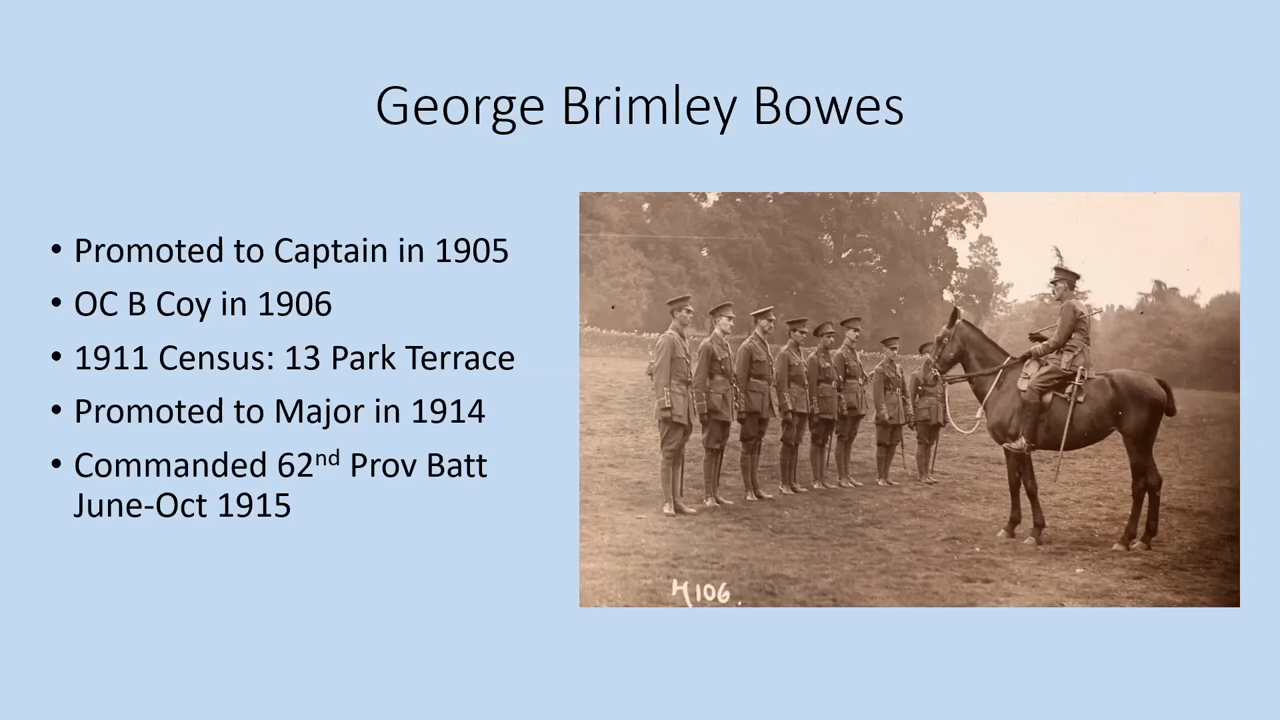 George Brimley Bowes
• Promoted to Captain in 1905
• OC B Coy in 1906
• 1911 Census: 13 Park Terrace
• Promoted to Major in 1914
• Commanded 62nd Prov Batt
June-Oct 1915
H106.